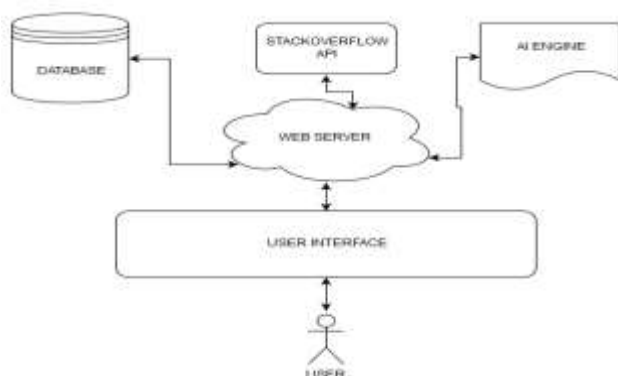 STACKOVERFLOW
API
AI ENGINE
DATABASE
WEB SERVER
USER INTERFACE
USER